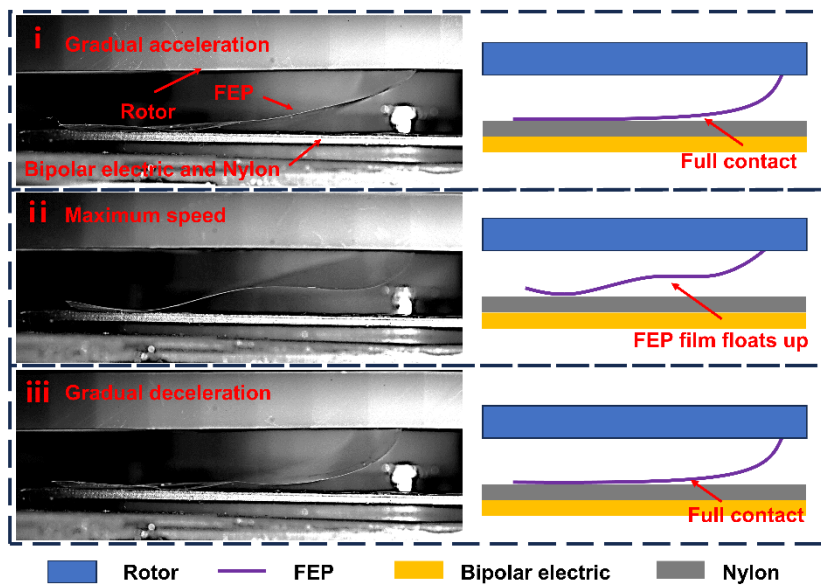 i Gradual acceleration
Rotor
FEP
Bipolar electric and Nylon
Full contact
ii Maximum speed
FEP film floats up
iii Gradual deceleration
Full contact
Rotor FEP Bipolar electric Nylon